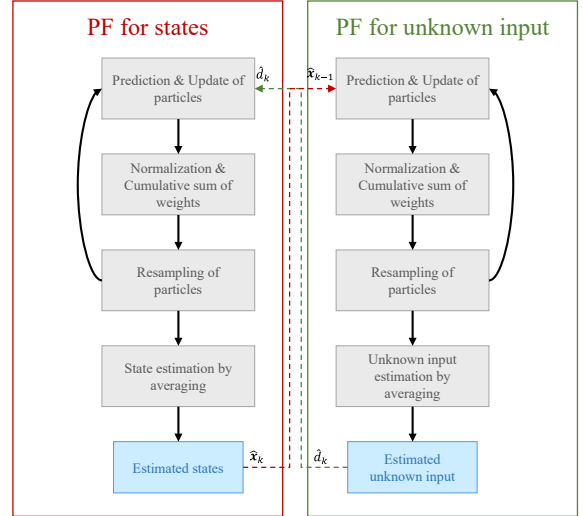 PF for states
Prediction & Update of
particles
Normalization &
Cumulative sum of
weights
Resampling of
particles
State estimation by
averaging
Estimated states
x̂ₖ
d̂ₖ
x̂ₖ₋₁
PF for unknown input
Prediction & Update of
particles
Normalization &
Cumulative sum of
weights
Resampling of
particles
Unknown input
estimation by
averaging
Estimated
unknown input
d̂ₖ